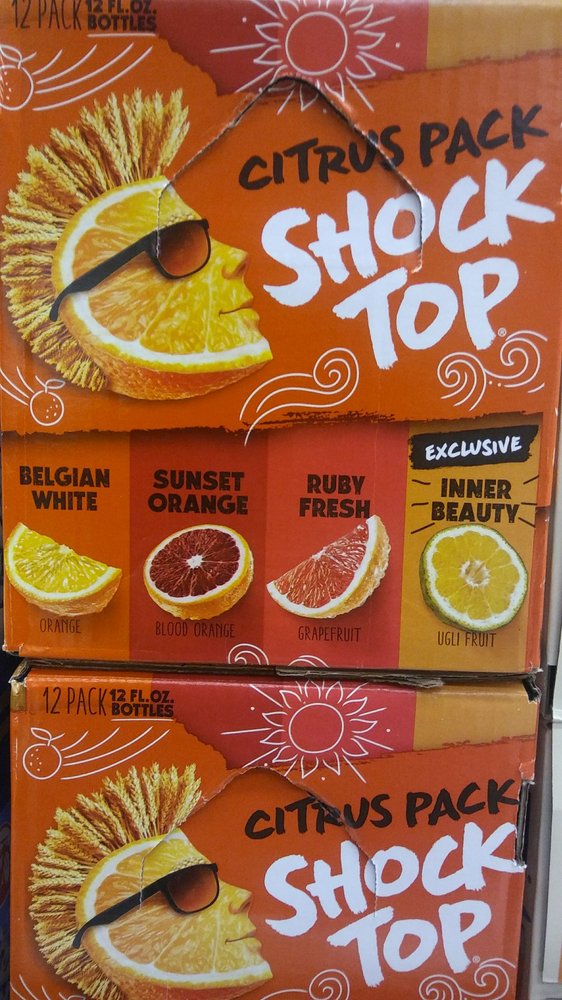 12 PACK 12 FL.OZ.
BOTTLES
CITRUS PACK
SHOCK
TOP®
BELGIAN
WHITE
ORANGE
SUNSET
ORANGE
BLOOD ORANGE
RUBY
FRESH
GRAPEFRUIT
EXCLUSIVE
INNER
BEAUTY
UGLI FRUIT
12 PACK 12 FL.OZ.
BOTTLES
CITRUS PACK
SHOCK
TOP®